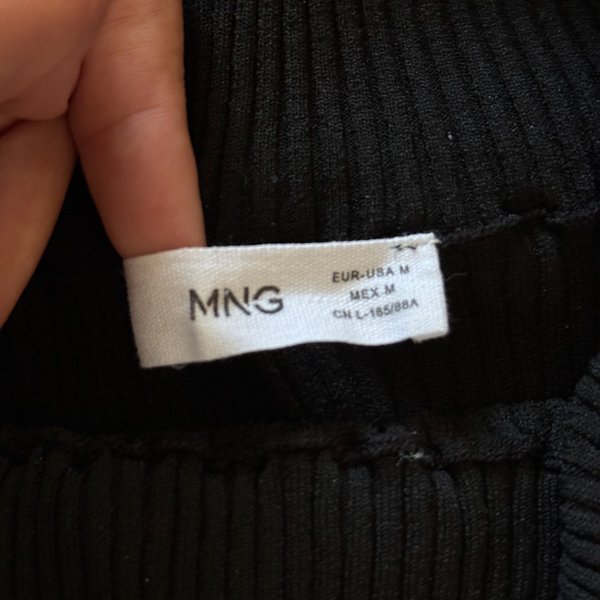 MNG
EUR-USA M
MEX M
CN L-165/88A